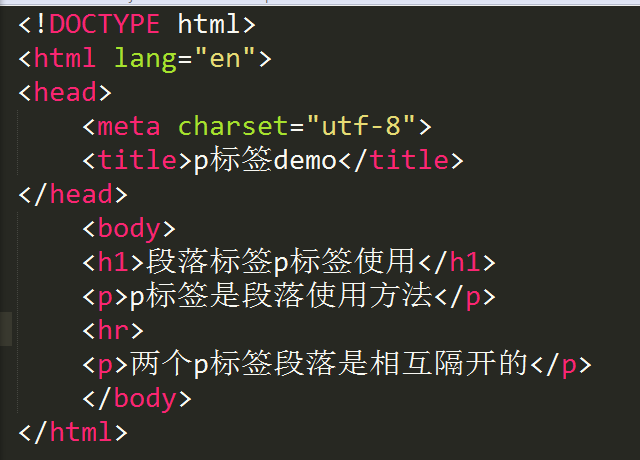 <!DOCTYPE html>
<html lang="en">
<head>
    <meta charset="utf-8">
    <title>p标签demo</title>
</head>
    <body>
    <h1>段落标签p标签使用</h1>
    <p>p标签是段落使用方法</p>
    <hr>
    <p>两个p标签段落是相互隔开的</p>
    </body>
</html>